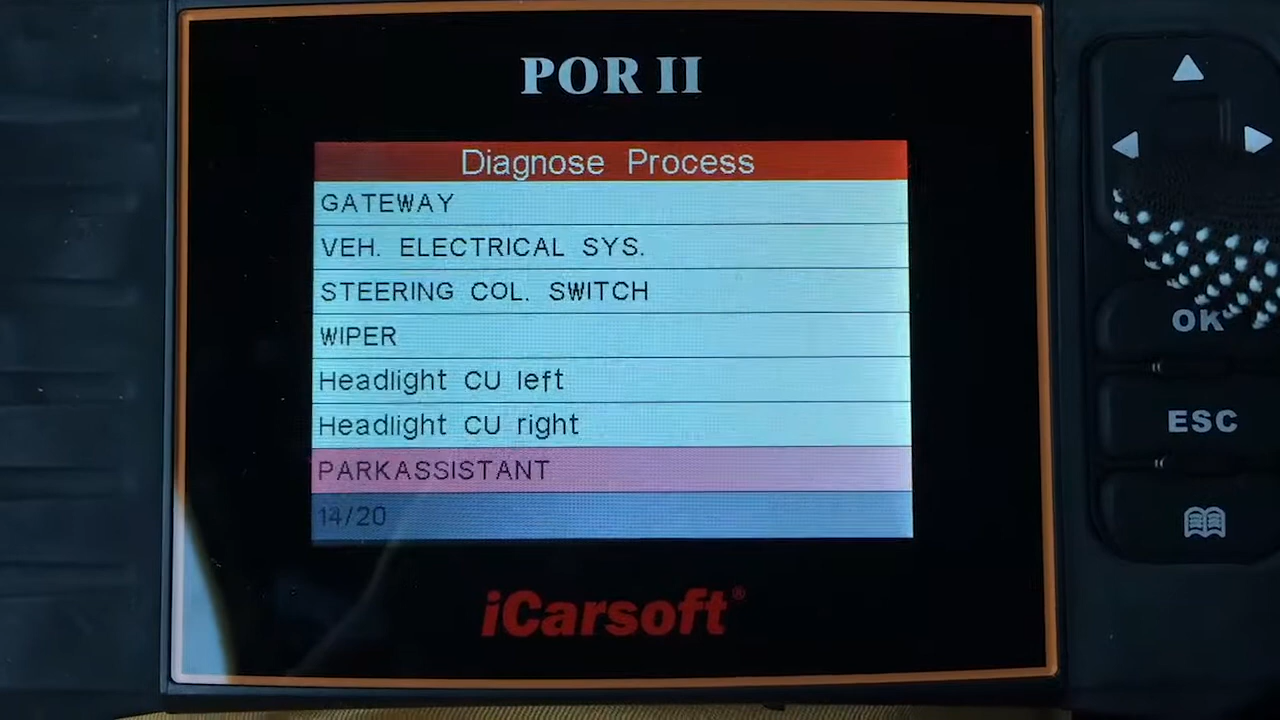 POR II
Diagnose Process
GATEWAY
VEH. ELECTRICAL SYS.
STEERING COL. SWITCH
WIPER
Headlight CU left
Headlight CU right
PARKASSISTANT
14/20
iCarsoft®
OK
ESC